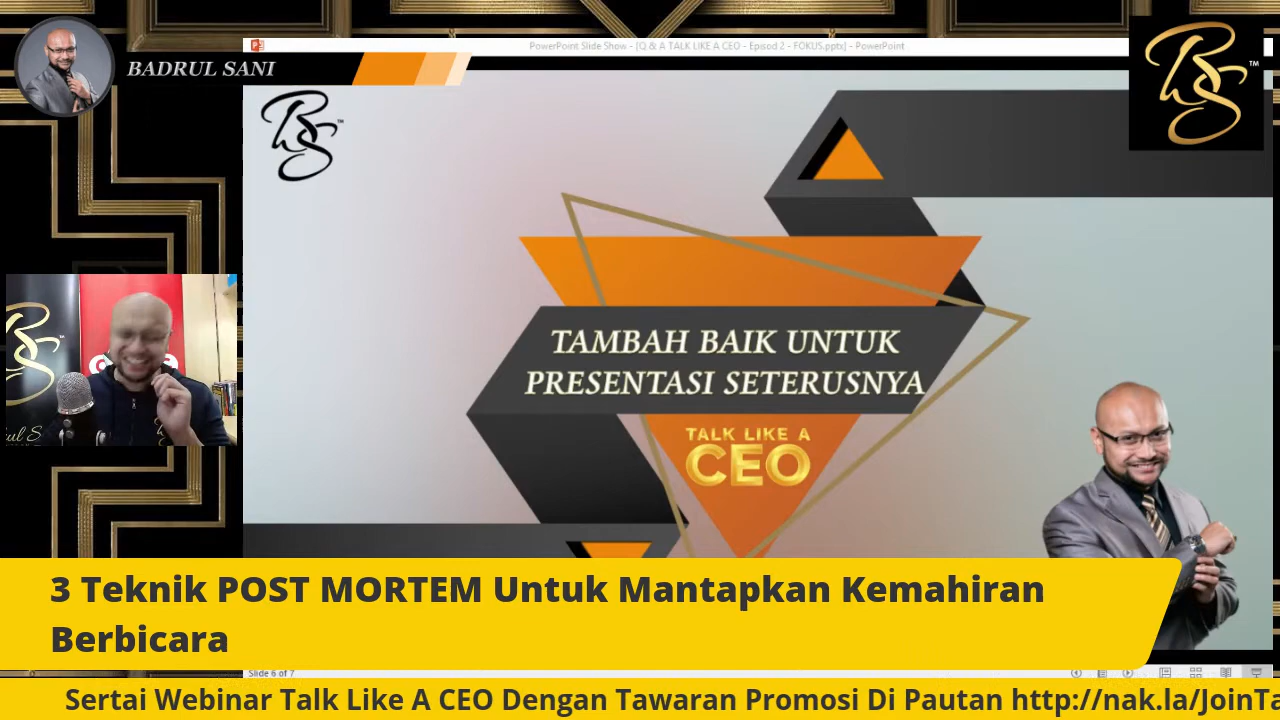 PowerPoint Slide Show - [Q & A TALK LIKE A CEO - Episod 2 - FOKUS.pptx] - PowerPoint
BADRUL SANI
TAMBAH BAIK UNTUK
PRESENTASI SETERUSNYA
TALK LIKE A
CEO
3 Teknik POST MORTEM Untuk Mantapkan Kemahiran
Berbicara
Slide 6 of 7
Sertai Webinar Talk Like A CEO Dengan Tawaran Promosi Di Pautan http://nak.la/JoinTa